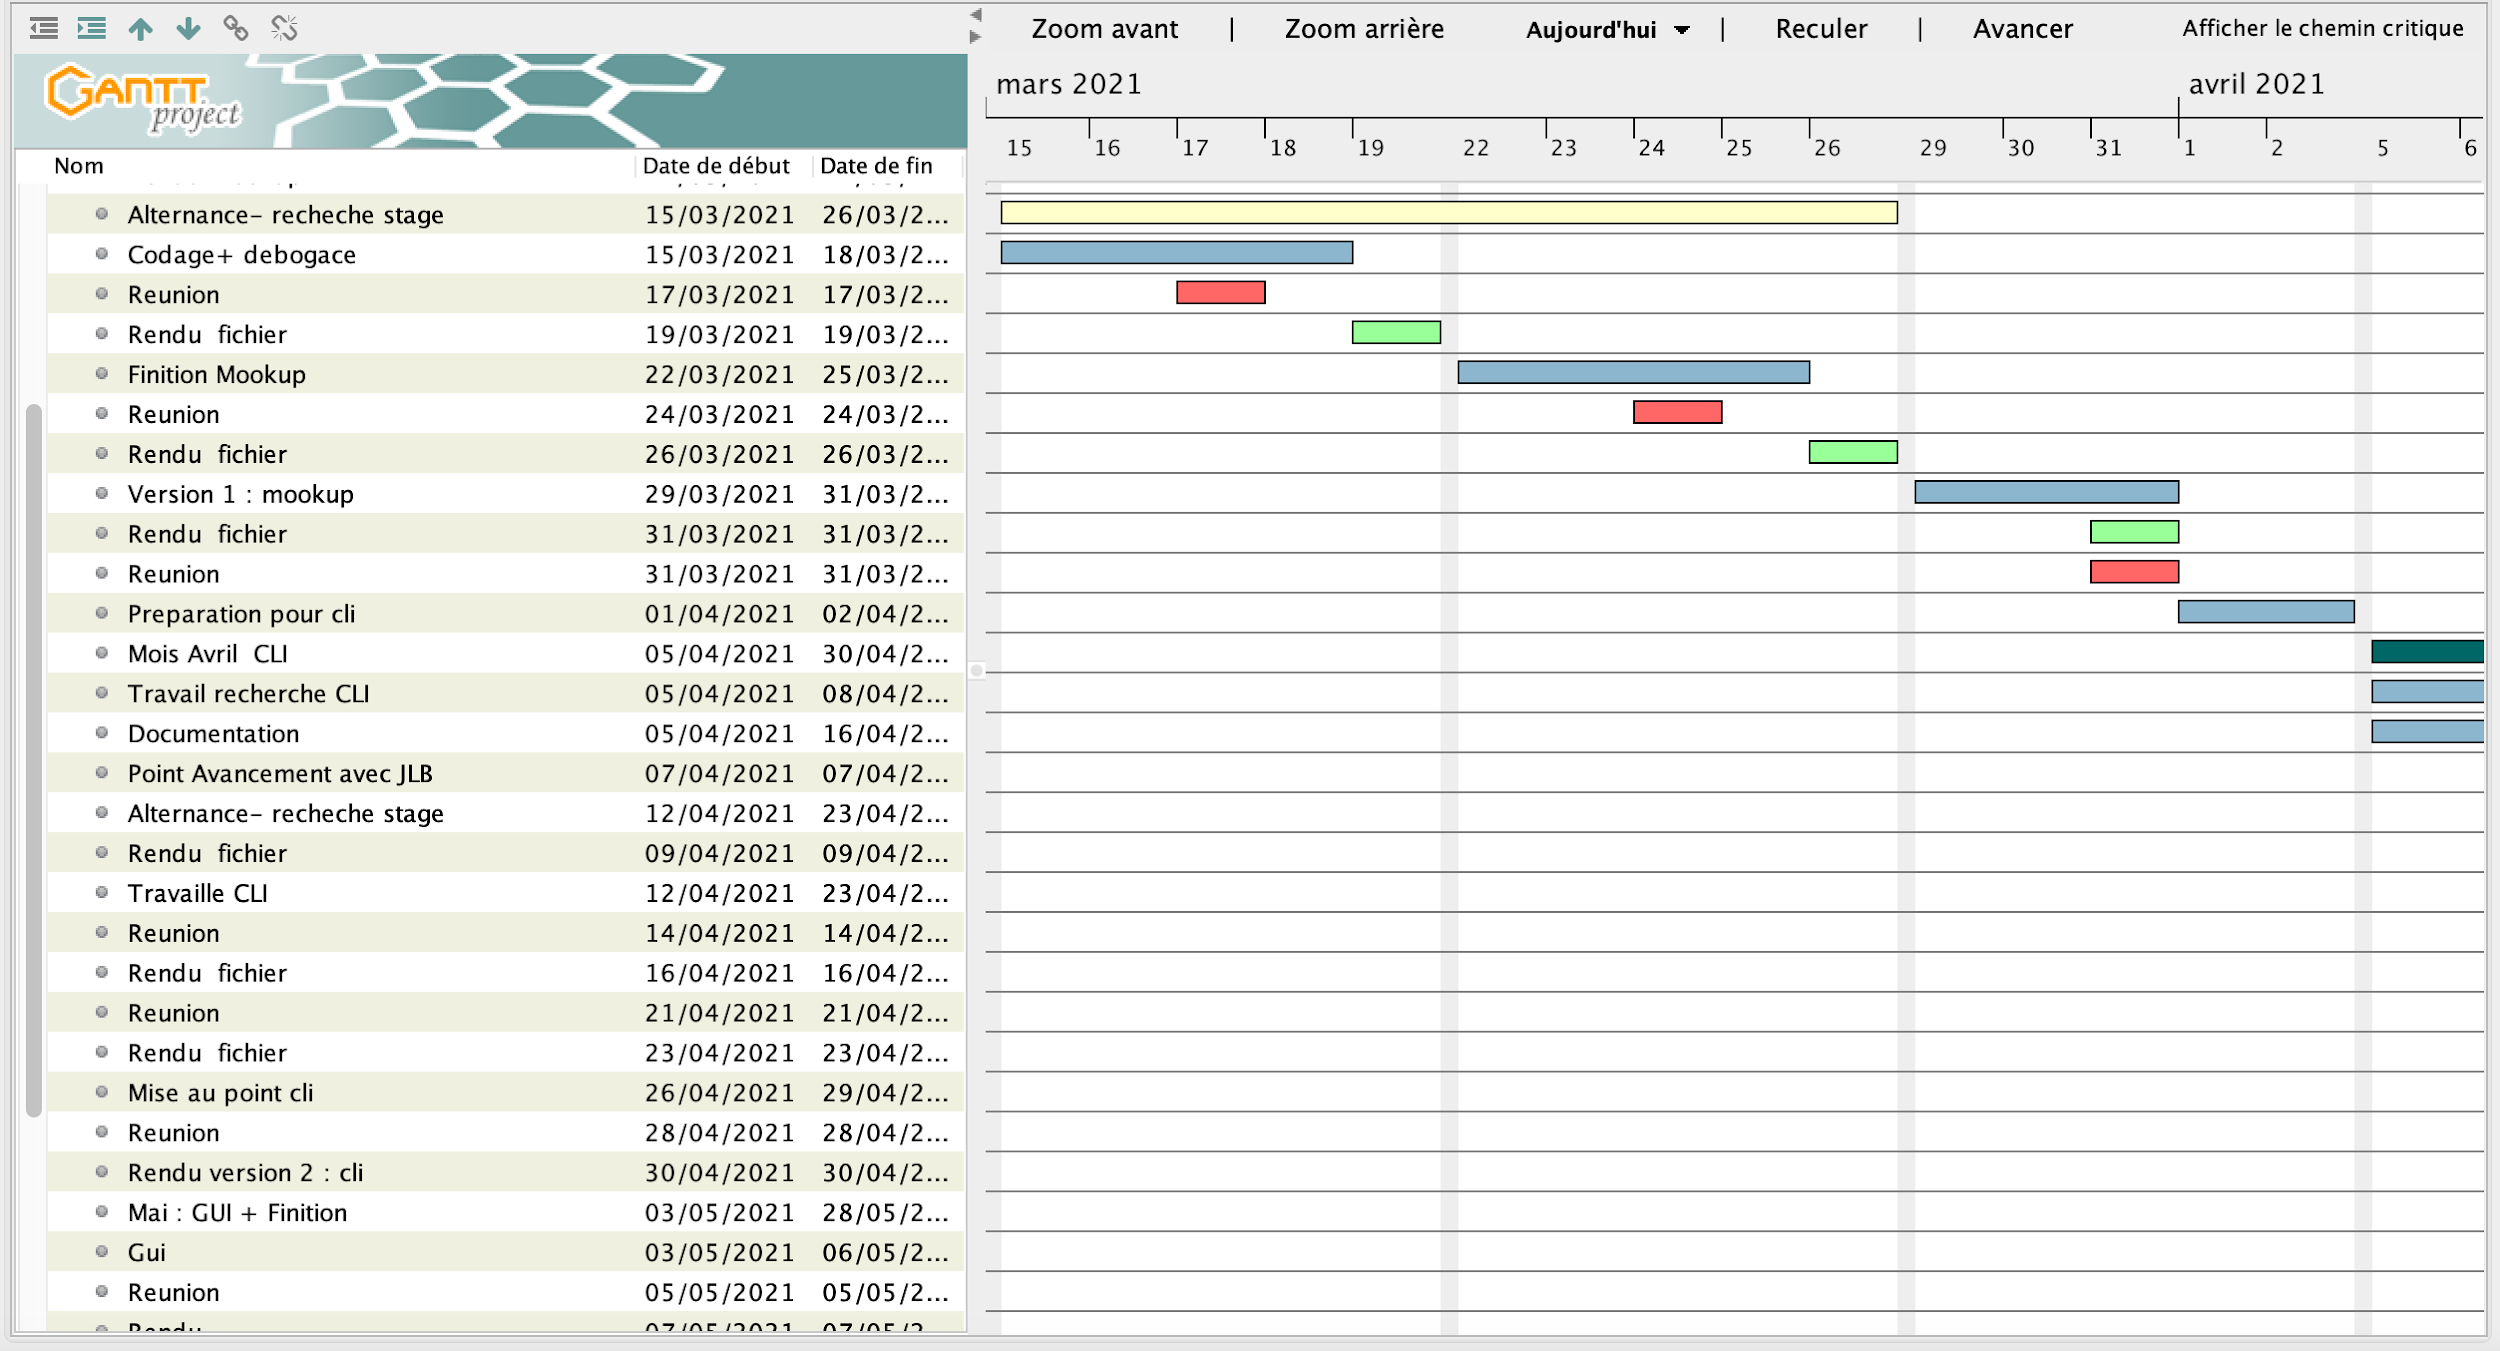 Zoom avant | Zoom arrière Aujourd'hui | Reculer | Avancer Afficher le chemin critique
GANTT
project
mars 2021 avril 2021
15 16 17 18 19 22 23 24 25 26 29 30 31 1 2 5 6
Nom Date de début Date de fin
Alternance- recheche stage 15/03/2021 26/03/2...
Codage+ debogace 15/03/2021 18/03/2...
Reunion 17/03/2021 17/03/2...
Rendu fichier 19/03/2021 19/03/2...
Finition Mookup 22/03/2021 25/03/2...
Reunion 24/03/2021 24/03/2...
Rendu fichier 26/03/2021 26/03/2...
Version 1 : mookup 29/03/2021 31/03/2...
Rendu fichier 31/03/2021 31/03/2...
Reunion 31/03/2021 31/03/2...
Preparation pour cli 01/04/2021 02/04/2...
Mois Avril CLI 05/04/2021 30/04/2...
Travail recherche CLI 05/04/2021 08/04/2...
Documentation 05/04/2021 16/04/2...
Point Avancement avec JLB 07/04/2021 07/04/2...
Alternance- recheche stage 12/04/2021 23/04/2...
Rendu fichier 09/04/2021 09/04/2...
Travaille CLI 12/04/2021 23/04/2...
Reunion 14/04/2021 14/04/2...
Rendu fichier 16/04/2021 16/04/2...
Reunion 21/04/2021 21/04/2...
Rendu fichier 23/04/2021 23/04/2...
Mise au point cli 26/04/2021 29/04/2...
Reunion 28/04/2021 28/04/2...
Rendu version 2 : cli 30/04/2021 30/04/2...
Mai : GUI + Finition 03/05/2021 28/05/2...
Gui 03/05/2021 06/05/2...
Reunion 05/05/2021 05/05/2...
Rendu 07/05/2021 07/05/2